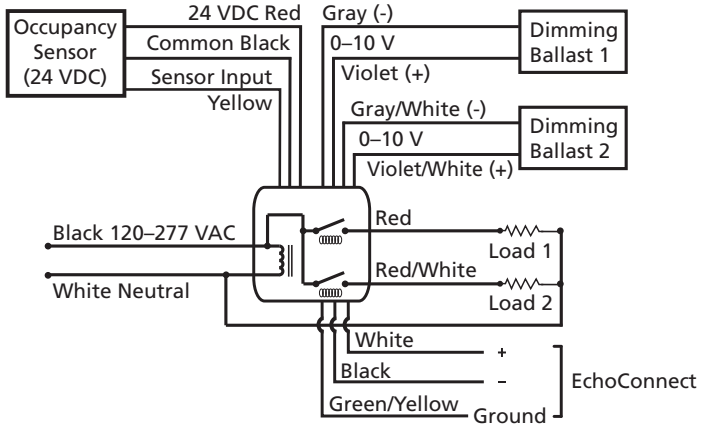 24 VDC Red
Gray (-)
Occupancy
Sensor
(24 VDC)
Common Black
0–10 V
Dimming
Ballast 1
Sensor Input
Yellow
Violet (+)
Gray/White (-)
0–10 V
Dimming
Ballast 2
Violet/White (+)
Black 120–277 VAC
Red
Load 1
White Neutral
Red/White
Load 2
White
+
Black
–
EchoConnect
Green/Yellow
Ground